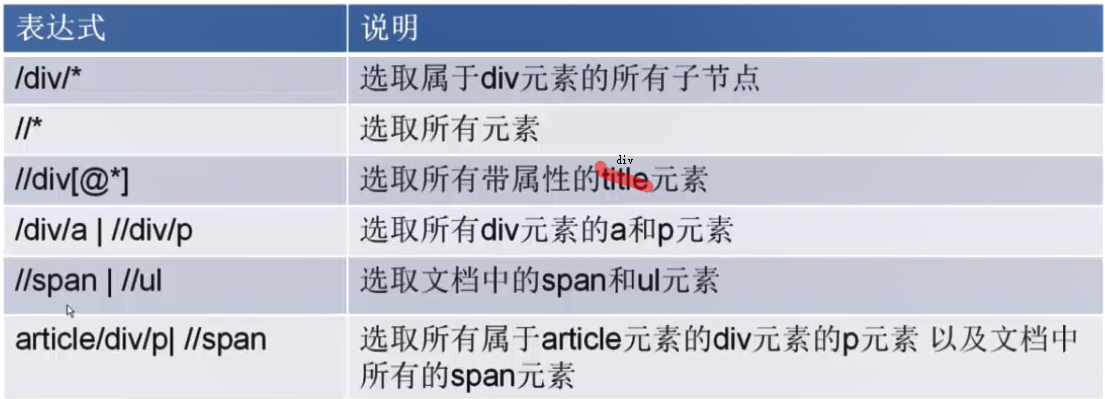 表达式 说明
/div/* 选取属于div元素的所有子节点
//* 选取所有元素
div
//div[@*] 选取所有带属性的title元素
/div/a | //div/p 选取所有div元素的a和p元素
//span | //ul 选取文档中的span和ul元素
article/div/p| //span 选取所有属于article元素的div元素的p元素 以及文档中
所有的span元素